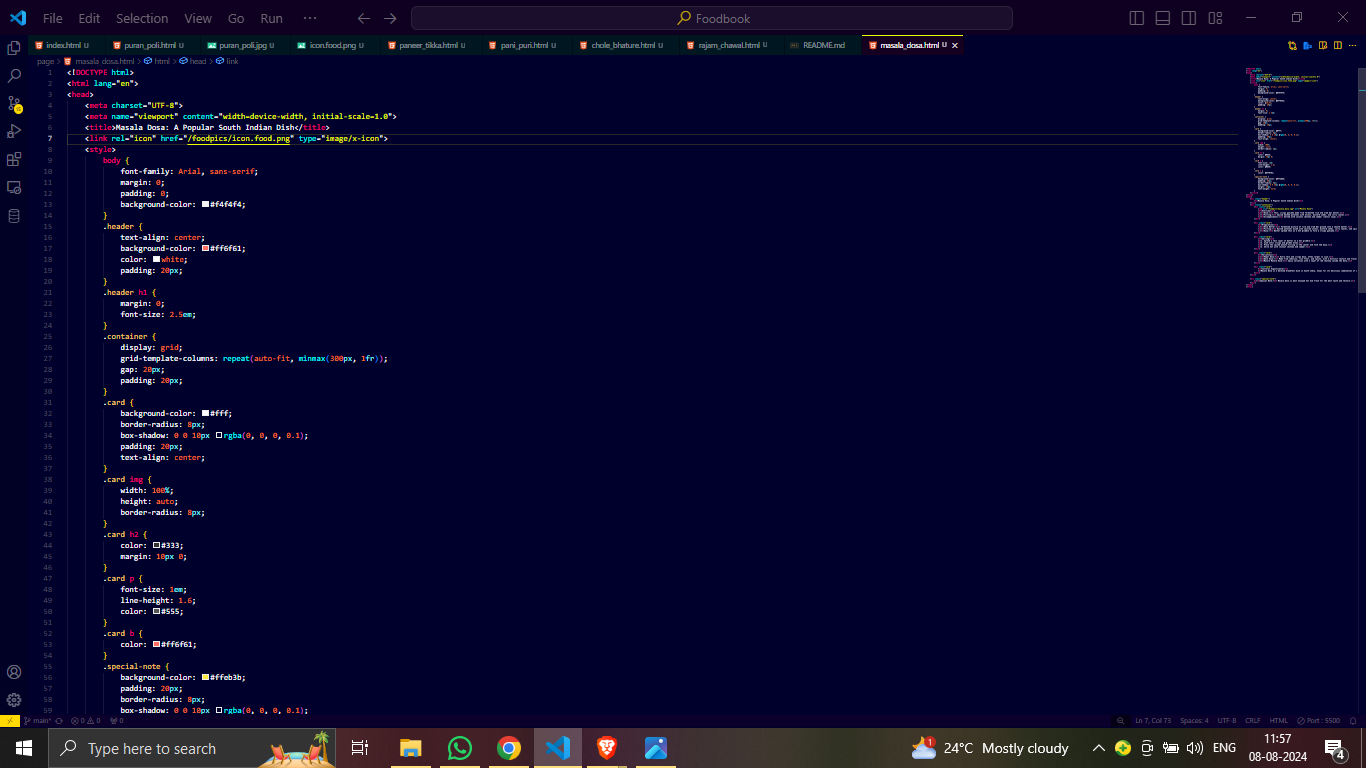 File Edit Selection View Go Run ···
Foodbook
index.html U puran_poli.html U puran_poli.jpg U icon.food.png U paneer_tikka.html U pani_puri.html U chole_bhature.html U rajam_chawal.html U README.md masala_dosa.html U
page > masala_dosa.html > html > head > link
1 <!DOCTYPE html>
2 <html lang="en">
3 <head>
4 <meta charset="UTF-8">
5 <meta name="viewport" content="width=device-width, initial-scale=1.0">
6 <title>Masala Dosa: A Popular South Indian Dish</title>
7 <link rel="icon" href="/foodpics/icon.food.png" type="image/x-icon">
8 <style>
9 body {
10 font-family: Arial, sans-serif;
11 margin: 0;
12 padding: 0;
13 background-color: #f4f4f4;
14 }
15 .header {
16 text-align: center;
17 background-color: #ff6f61;
18 color: white;
19 padding: 20px;
20 }
21 .header h1 {
22 margin: 0;
23 font-size: 2.5em;
24 }
25 .container {
26 display: grid;
27 grid-template-columns: repeat(auto-fit, minmax(300px, 1fr));
28 gap: 20px;
29 padding: 20px;
30 }
31 .card {
32 background-color: #fff;
33 border-radius: 8px;
34 box-shadow: 0 0 10px rgba(0, 0, 0, 0.1);
35 padding: 20px;
36 text-align: center;
37 }
38 .card img {
39 width: 100%;
40 height: auto;
41 border-radius: 8px;
42 }
43 .card h2 {
44 color: #333;
45 margin: 10px 0;
46 }
47 .card p {
48 font-size: 1em;
49 line-height: 1.6;
50 color: #555;
51 }
52 .card b {
53 color: #ff6f61;
54 }
55 .special-note {
56 background-color: #ffeb3b;
57 padding: 20px;
58 border-radius: 8px;
59 box-shadow: 0 0 10px rgba(0, 0, 0, 0.1);
main* 0 0 0 Ln 7, Col 73 Spaces: 4 UTF-8 CRLF HTML Port : 5500
Type here to search 1 24°C Mostly cloudy ENG 11:57
08-08-2024 4